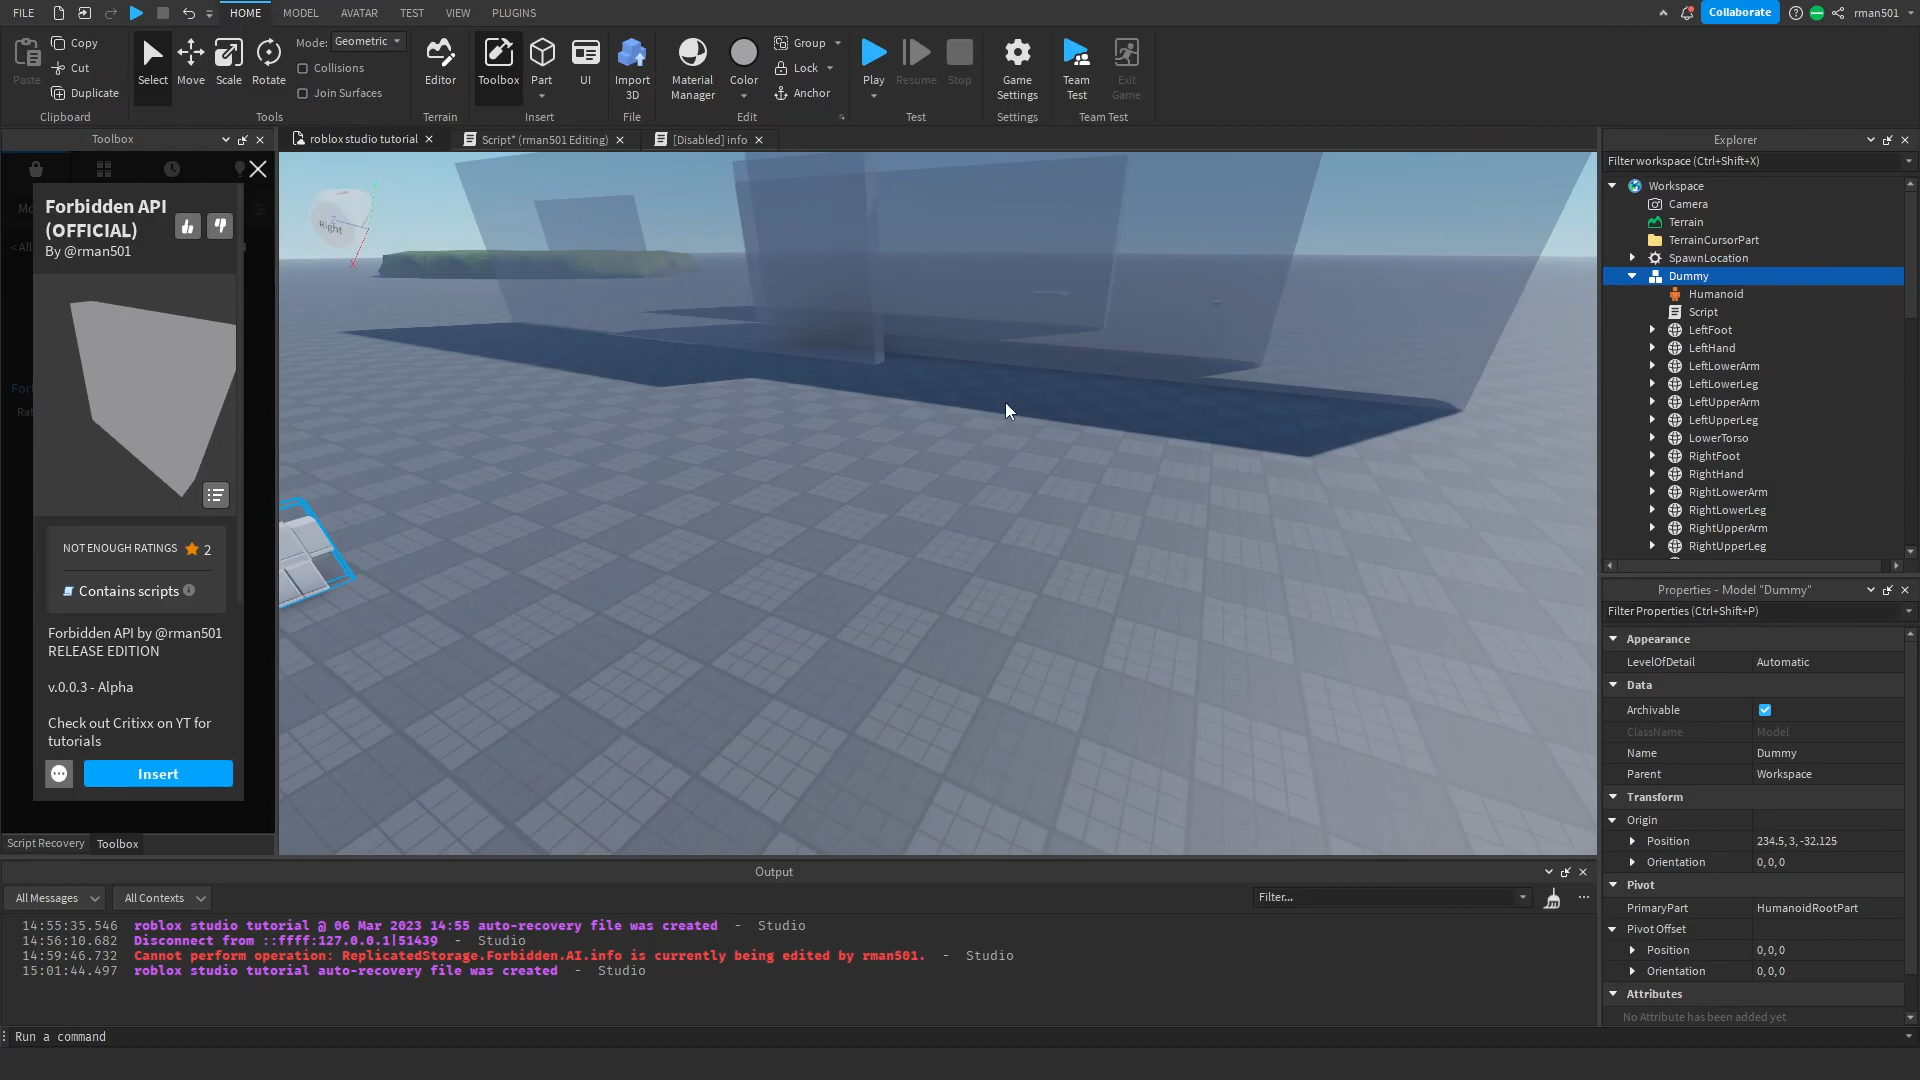 FILE
HOME
MODEL
AVATAR
TEST
VIEW
PLUGINS
Collaborate
rman501
Paste
Copy
Cut
Duplicate
Clipboard
Select
Move
Scale
Rotate
Mode: Geometric
Collisions
Join Surfaces
Tools
Editor
Terrain
Toolbox
Part
UI
Insert
Import
3D
File
Material
Manager
Color
Group
Lock
Anchor
Edit
Play
Resume
Stop
Test
Game
Settings
Settings
Team
Test
Exit
Game
Team Test
Toolbox
roblox studio tutorial
Script* (rman501 Editing)
[Disabled] info
Forbidden API
(OFFICIAL)
By @rman501
NOT ENOUGH RATINGS 2
Contains scripts
Forbidden API by @rman501
RELEASE EDITION
v.0.0.3 - Alpha
Check out Critixx on YT for
tutorials
Insert
Script Recovery
Toolbox
Right
Z
X
Explorer
Filter workspace (Ctrl+Shift+X)
Workspace
Camera
Terrain
TerrainCursorPart
SpawnLocation
Dummy
Humanoid
Script
LeftFoot
LeftHand
LeftLowerArm
LeftLowerLeg
LeftUpperArm
LeftUpperLeg
LowerTorso
RightFoot
RightHand
RightLowerArm
RightLowerLeg
RightUpperArm
RightUpperLeg
Properties - Model "Dummy"
Filter Properties (Ctrl+Shift+P)
Appearance
LevelOfDetail Automatic
Data
Archivable
ClassName Model
Name Dummy
Parent Workspace
Transform
Origin
Position 234.5, 3, -32.125
Orientation 0, 0, 0
Pivot
PrimaryPart HumanoidRootPart
Pivot Offset
Position 0, 0, 0
Orientation 0, 0, 0
Attributes
No Attribute has been added yet
Output
All Messages
All Contexts
Filter...
14:55:35.546 roblox studio tutorial @ 06 Mar 2023 14:55 auto-recovery file was created - Studio
14:56:10.682 Disconnect from ::ffff:127.0.0.1|51439 - Studio
14:59:46.732 Cannot perform operation: ReplicatedStorage.Forbidden.AI.info is currently being edited by rman501. - Studio
15:01:44.497 roblox studio tutorial auto-recovery file was created - Studio
Run a command